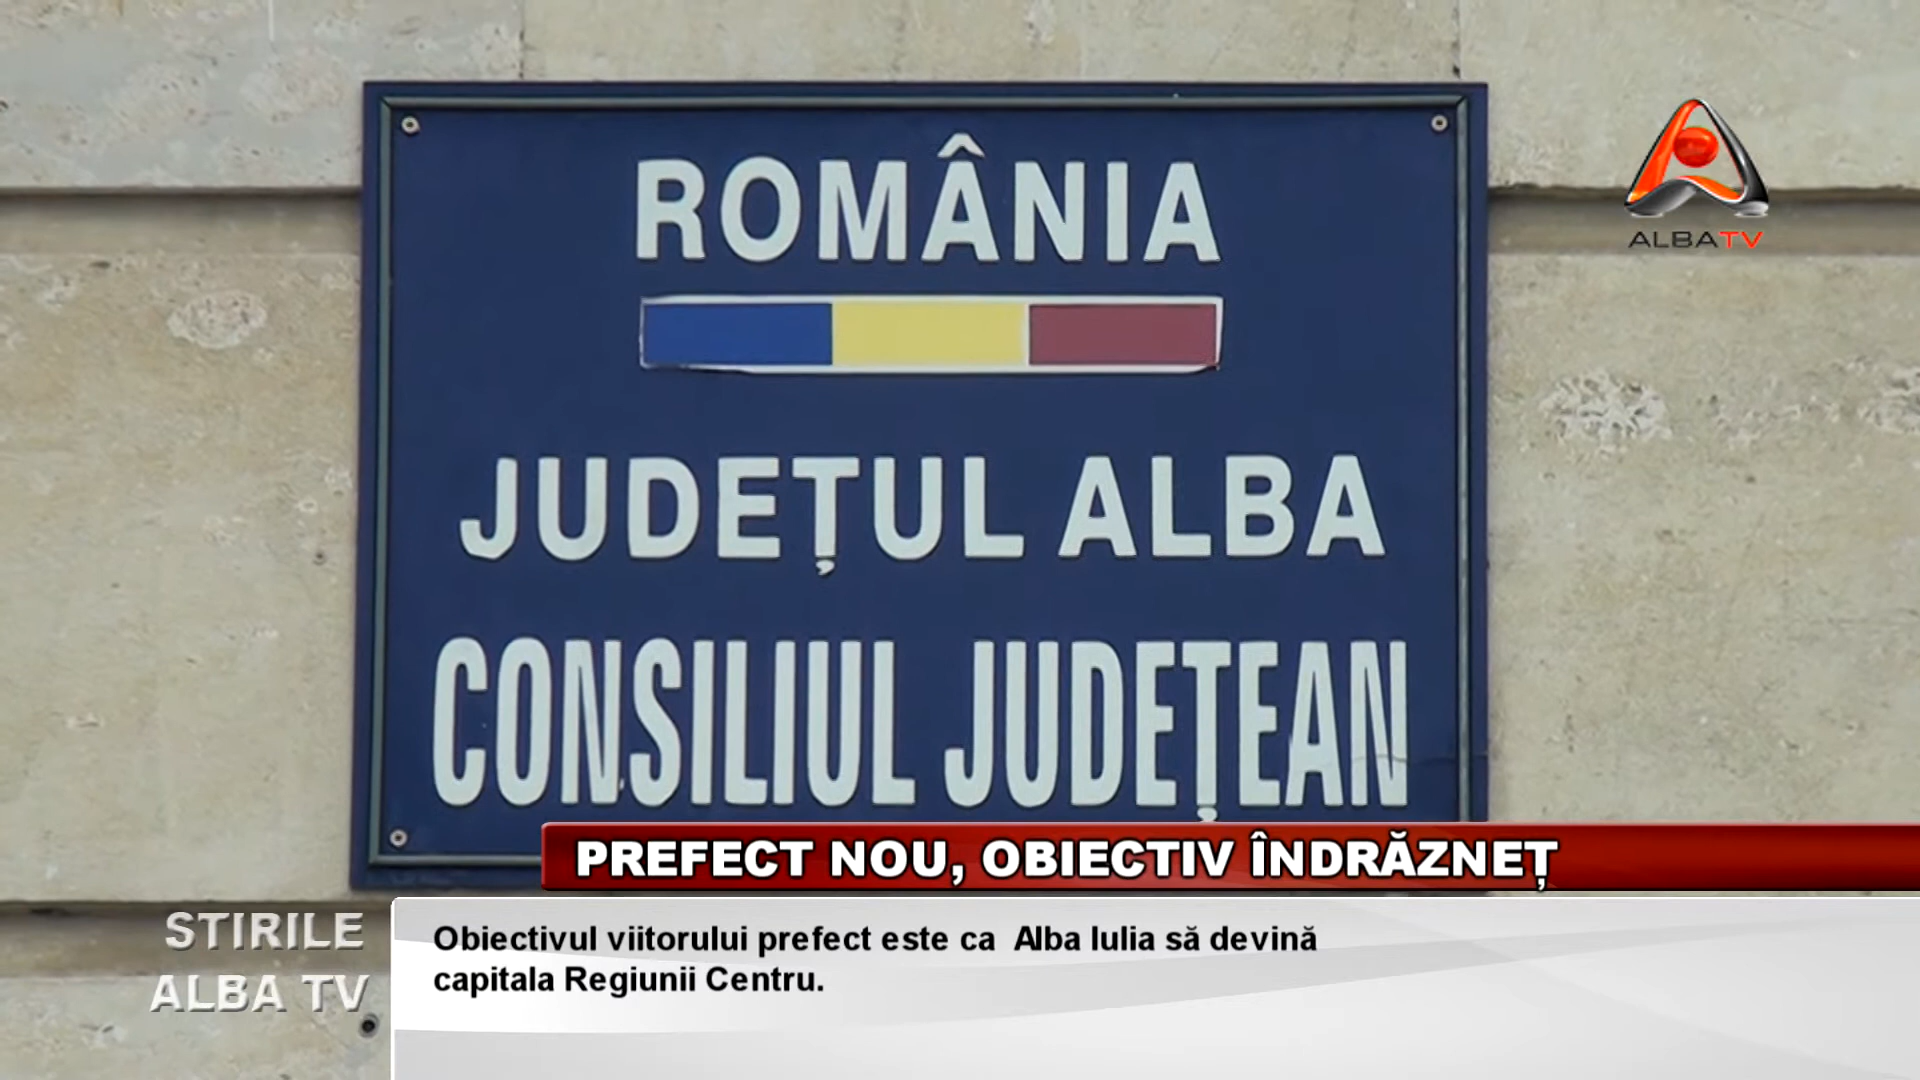 ROMÂNIA
ALBATV
JUDEȚUL ALBA
CONSILIUL JUDEȚEAN
PREFECT NOU, OBIECTIV ÎNDRĂZNEȚ
STIRILE
ALBA TV
Obiectivul viitorului prefect este ca  Alba Iulia să devină
capitala Regiunii Centru.